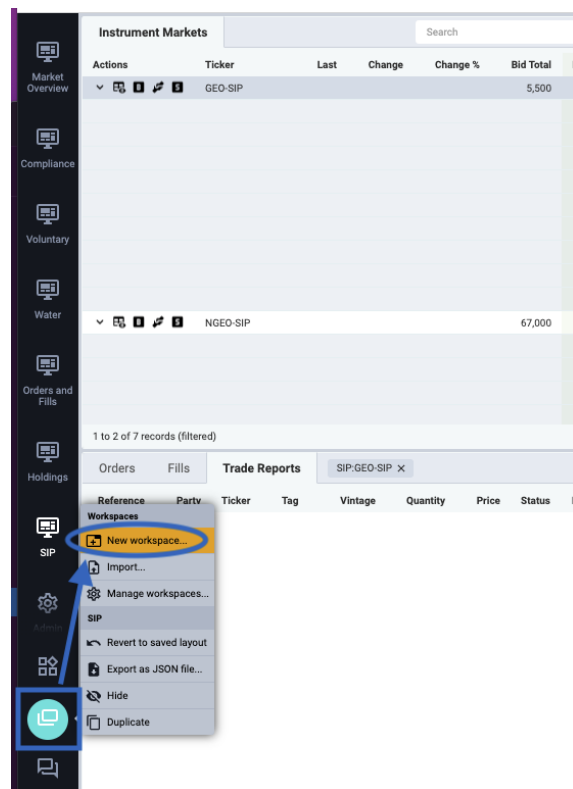 Market
Overview
Compliance
Voluntary
Water
Orders and
Fills
Holdings
SIP
Admin
Instrument Markets
Search
Actions Ticker Last Change Change % Bid Total
B S GEO-SIP 5,500
B S NGEO-SIP 67,000
1 to 2 of 7 records (filtered)
Orders Fills Trade Reports SIP:GEO-SIP ×
Reference Party Ticker Tag Vintage Quantity Price Status
Workspaces
New workspace...
Import...
Manage workspaces...
SIP
Revert to saved layout
Export as JSON file...
Hide
Duplicate